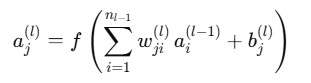 $a_j^{(l)} = f\left(\sum_{i=1}^{n_{l-1}} w_{ji}^{(l)} a_i^{(l-1)} + b_j^{(l)}\right)$